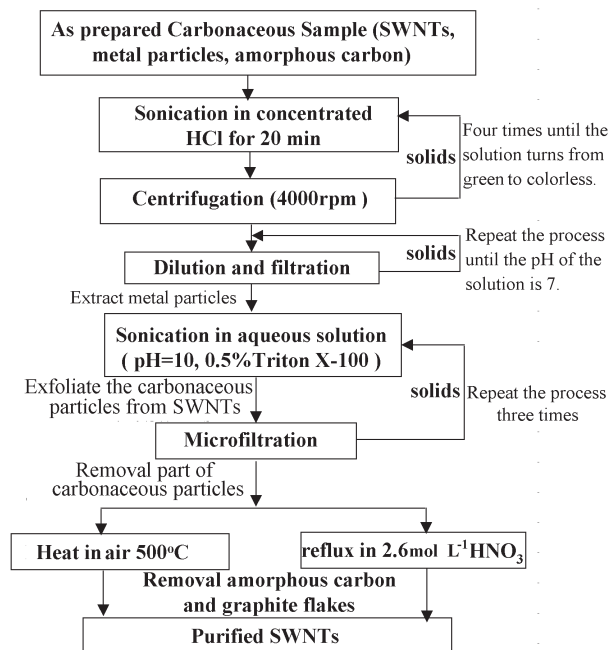 As prepared Carbonaceous Sample (SWNTs,
metal particles, amorphous carbon)
Sonication in concentrated
HCl for 20 min
solids
Four times until the
solution turns from
green to colorless.
Centrifugation (4000rpm )
Dilution and filtration
solids
Repeat the process
until the pH of the
solution is 7.
Extract metal particles
Sonication in aqueous solution
( pH=10, 0.5%Triton X-100 )
Exfoliate the carbonaceous
particles from SWNTs
solids
Repeat the process
three times
Microfiltration
Removal part of
carbonaceous particles
Heat in air 500°C
reflux in 2.6mol L⁻¹HNO₃
Removal amorphous carbon
and graphite flakes
Purified SWNTs